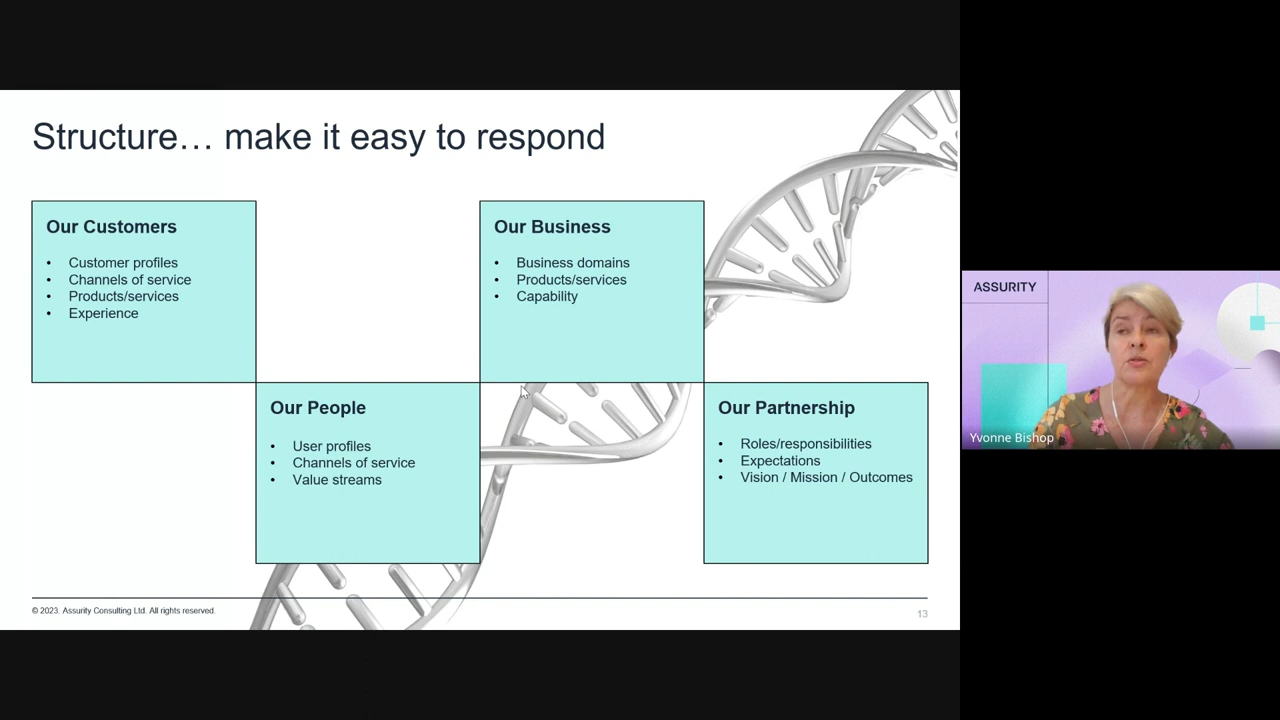 Structure… make it easy to respond
Our Customers
• Customer profiles
• Channels of service
• Products/services
• Experience
Our People
• User profiles
• Channels of service
• Value streams
Our Business
• Business domains
• Products/services
• Capability
Our Partnership
• Roles/responsibilities
• Expectations
• Vision / Mission / Outcomes
© 2023. Assurity Consulting Ltd. All rights reserved.
13
ASSURITY
Yvonne Bishop